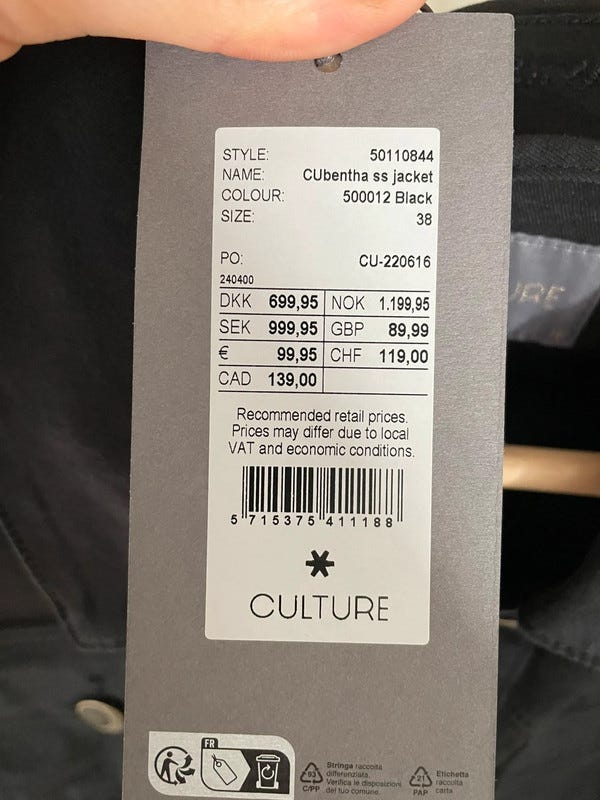 STYLE: 50110844
NAME: CUbentha ss jacket
COLOUR: 500012 Black
SIZE: 38
PO: CU-220616
240400
DKK 699,95 NOK 1.199,95
SEK 999,95 GBP 89,99
€ 99,95 CHF 119,00
CAD 139,00
Recommended retail prices.
Prices may differ due to local
VAT and economic conditions.
5 715375 411188
CULTURE
URE
FR
93
C/PP
Stringa raccolta
differenziata.
Verifica le disposizioni
del tuo comune.
21
PAP
Etichetta
raccolta
carta